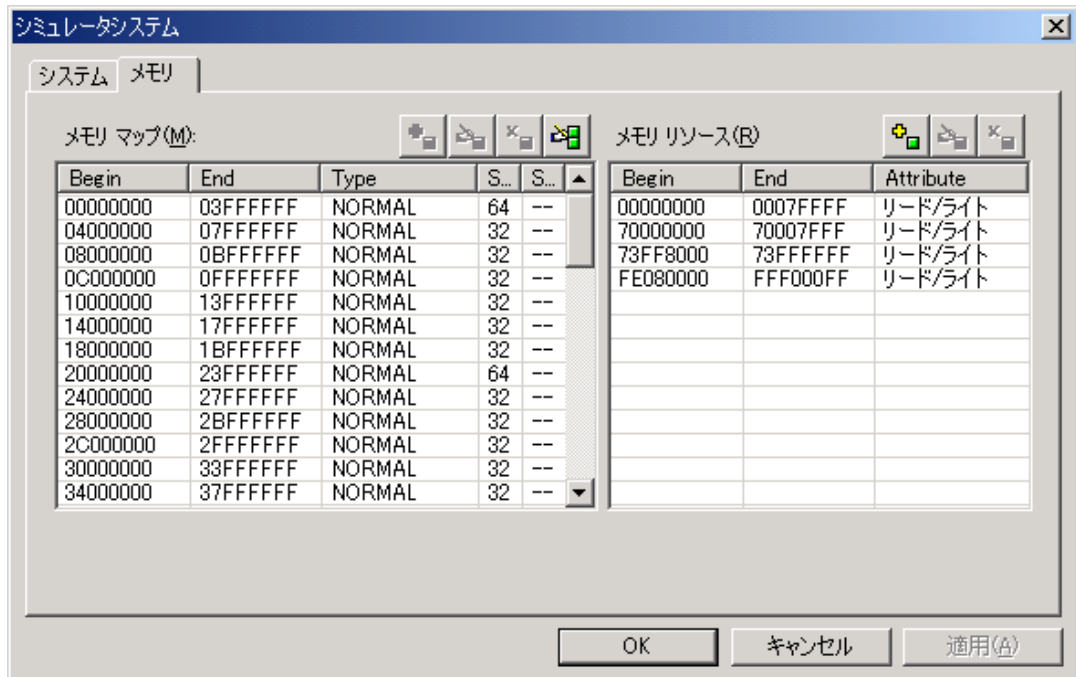 シミュレータシステム
システム メモリ
メモリ マップ(M):
Begin End Type S... S...
00000000 03FFFFFF NORMAL 64 --
04000000 07FFFFFF NORMAL 32 --
08000000 0BFFFFFF NORMAL 32 --
0C000000 0FFFFFFF NORMAL 32 --
10000000 13FFFFFF NORMAL 32 --
14000000 17FFFFFF NORMAL 32 --
18000000 1BFFFFFF NORMAL 32 --
20000000 23FFFFFF NORMAL 64 --
24000000 27FFFFFF NORMAL 32 --
28000000 2BFFFFFF NORMAL 32 --
2C000000 2FFFFFFF NORMAL 32 --
30000000 33FFFFFF NORMAL 32 --
34000000 37FFFFFF NORMAL 32 --
メモリ リソース(R)
Begin End Attribute
00000000 0007FFFF リード/ライト
70000000 70007FFF リード/ライト
73FF8000 73FFFFFF リード/ライト
FE080000 FFF000FF リード/ライト
OK キャンセル 適用(A)